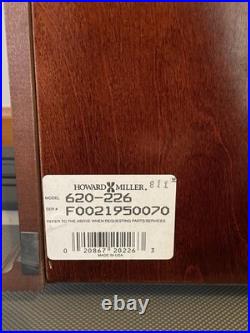 HOWARD MILLER®
MODEL 620-226
SER # F0021950070
REFER TO THE ABOVE WHEN REQUESTING PARTS/SERVICES
0 20867 20226 3
MADE IN USA